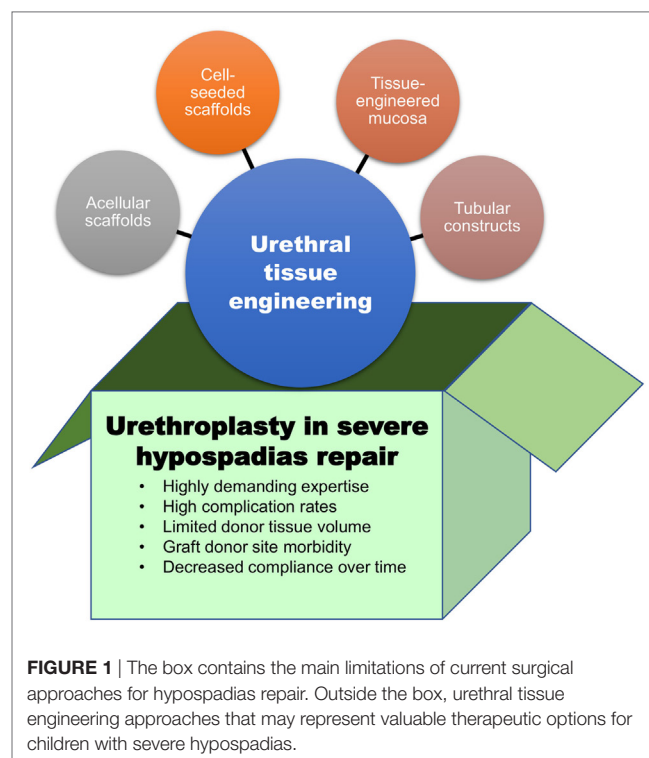 Cell-
seeded
scaffolds
Tissue-
engineered
mucosa
Acellular
scaffolds
Tubular
constructs
Urethral
tissue
engineering
Urethroplasty in severe
hypospadias repair
• Highly demanding expertise
• High complication rates
• Limited donor tissue volume
• Graft donor site morbidity
• Decreased compliance over time
FIGURE 1 | The box contains the main limitations of current surgical
approaches for hypospadias repair. Outside the box, urethral tissue
engineering approaches that may represent valuable therapeutic options for
children with severe hypospadias.